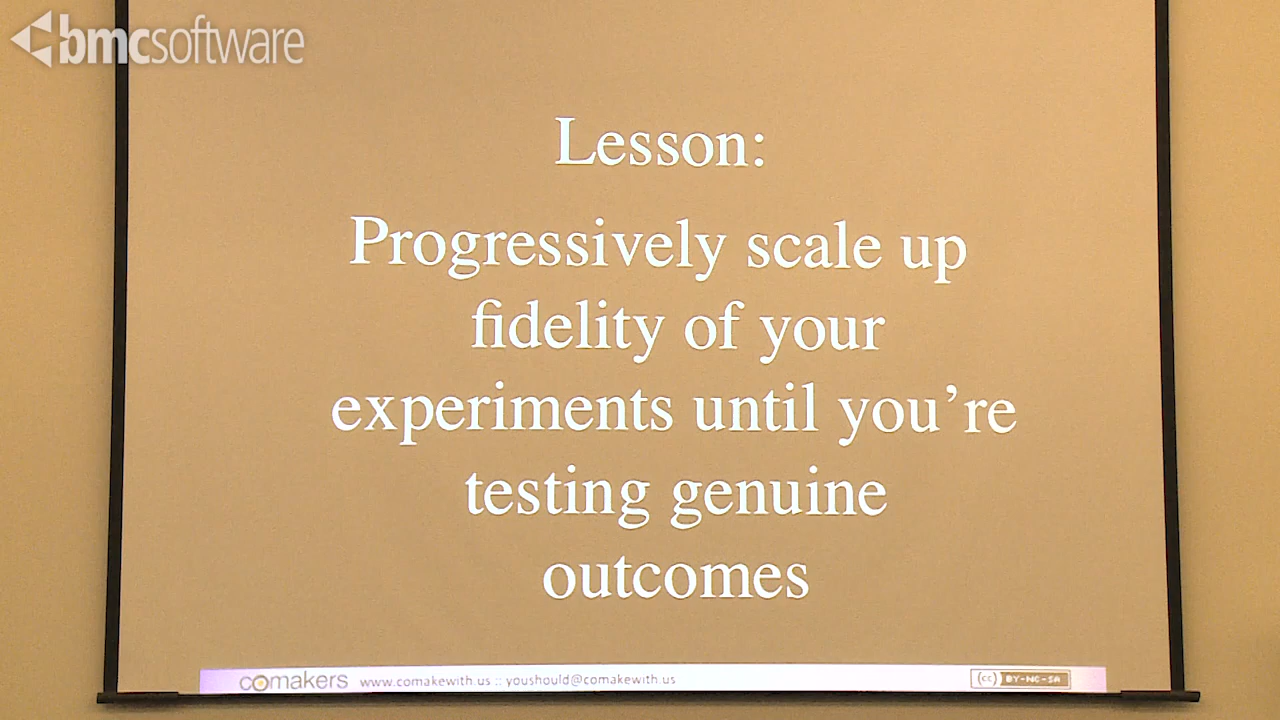 bmcsoftware
Lesson:
Progressively scale up
fidelity of your
experiments until you're
testing genuine
outcomes
comakers www.comakewith.us :: youshould@comakewith.us
(cc) BY-NC-SA